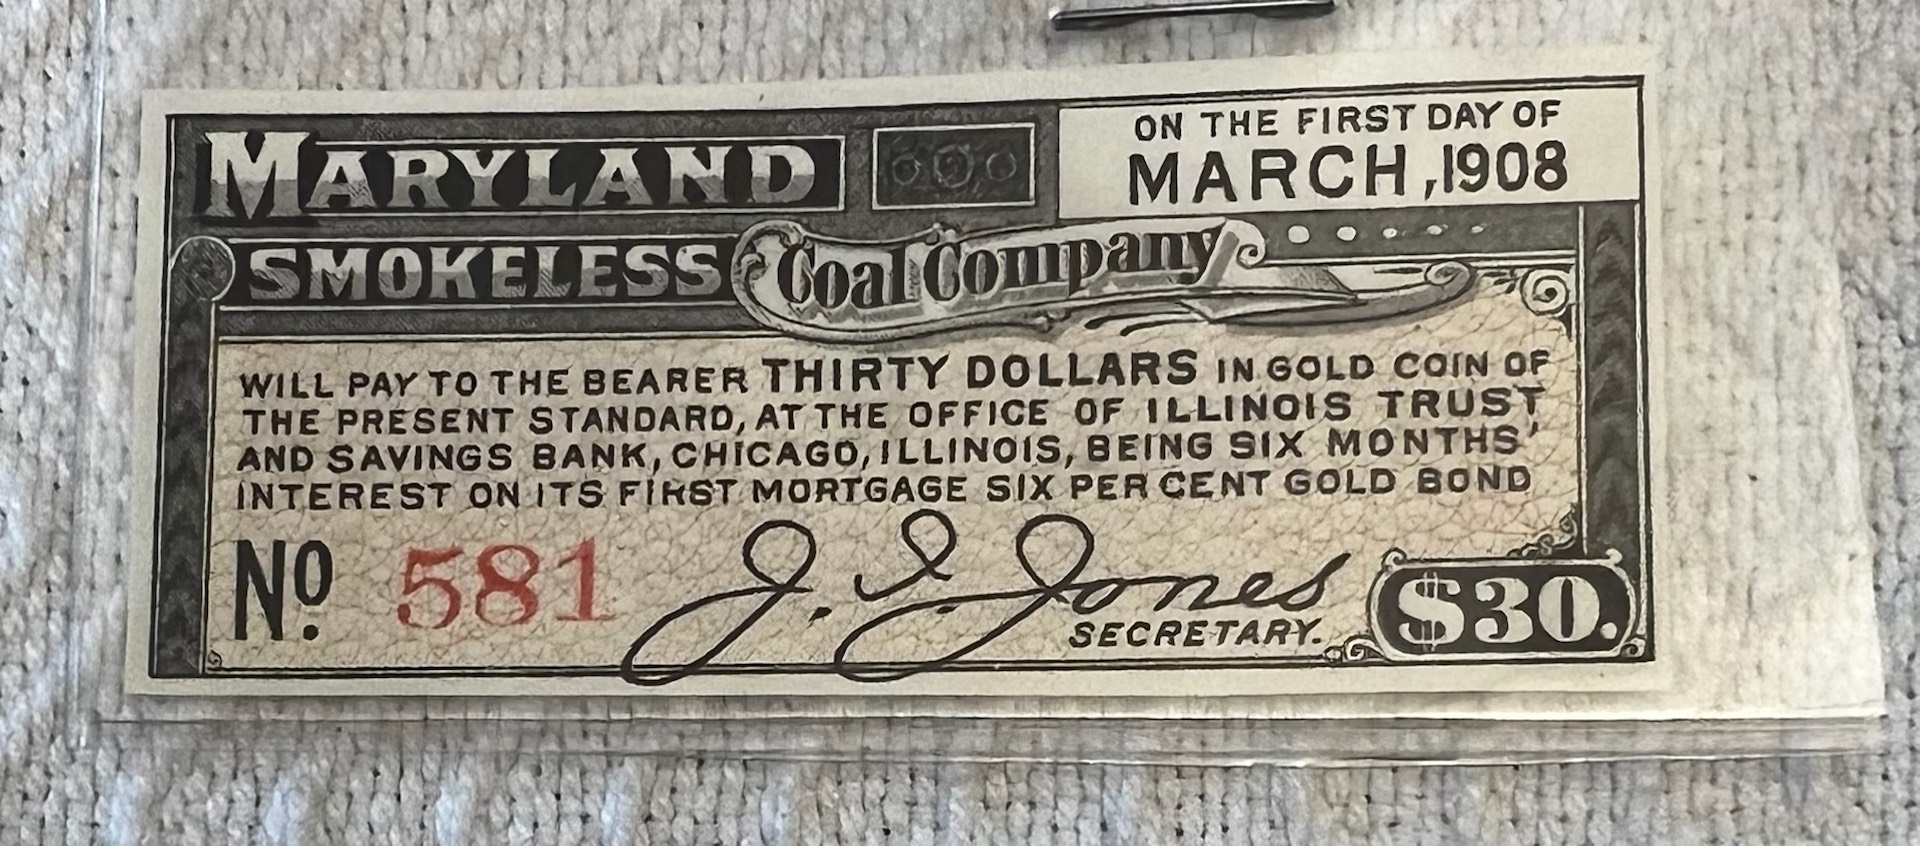 MARYLAND
ON THE FIRST DAY OF
MARCH, 1908
SMOKELESS Coal Company
WILL PAY TO THE BEARER THIRTY DOLLARS IN GOLD COIN OF
THE PRESENT STANDARD, AT THE OFFICE OF ILLINOIS TRUST
AND SAVINGS BANK, CHICAGO, ILLINOIS, BEING SIX MONTHS'
INTEREST ON ITS FIRST MORTGAGE SIX PER CENT GOLD BOND
No. 581
Jones
SECRETARY.
$30.